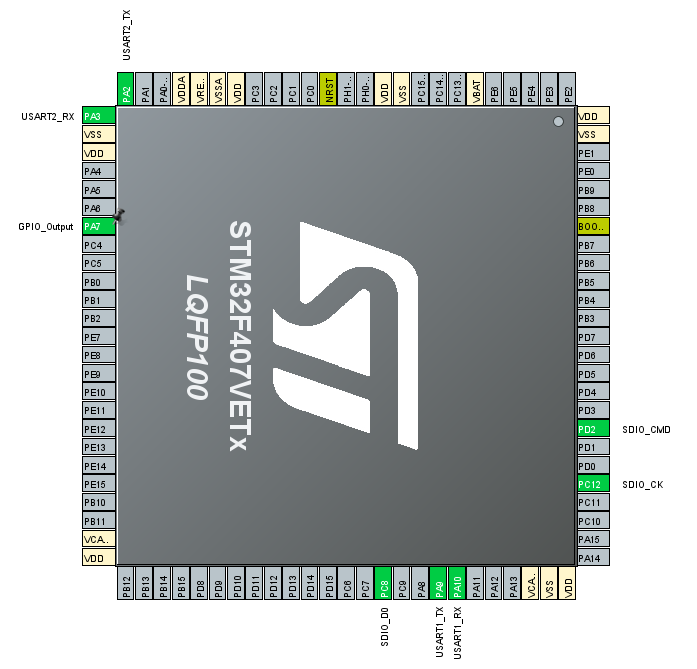 USART2_TX
PA2
PA1
PA0-..
VDDA
VRE..
VSSA
VDD
PC3
PC2
PC1
PC0
NRST
PH1-..
PH0-..
VDD
VSS
PC15..
PC14..
PC13..
VBAT
PE6
PE5
PE4
PE3
PE2
USART2_RX PA3
VSS
VDD
PA4
PA5
PA6
GPIO_Output PA7
PC4
PC5
PB0
PB1
PB2
PE7
PE8
PE9
PE10
PE11
PE12
PE13
PE14
PE15
PB10
PB11
VCA..
VDD
STM32F407VETx
LQFP100
VDD
VSS
PE1
PE0
PB9
PB8
BOO..
PB7
PB6
PB5
PB4
PB3
PD7
PD6
PD5
PD4
PD3
PD2 SDIO_CMD
PD1
PD0
PC12 SDIO_CK
PC11
PC10
PA15
PA14
PB12
PB13
PB14
PB15
PD8
PD9
PD10
PD11
PD12
PD13
PD14
PD15
PC6
PC7
PC8
PC9
PA8
PA9
PA10
PA11
PA12
PA13
VCA..
VSS
VDD
SDIO_D0
USART1_TX
USART1_RX